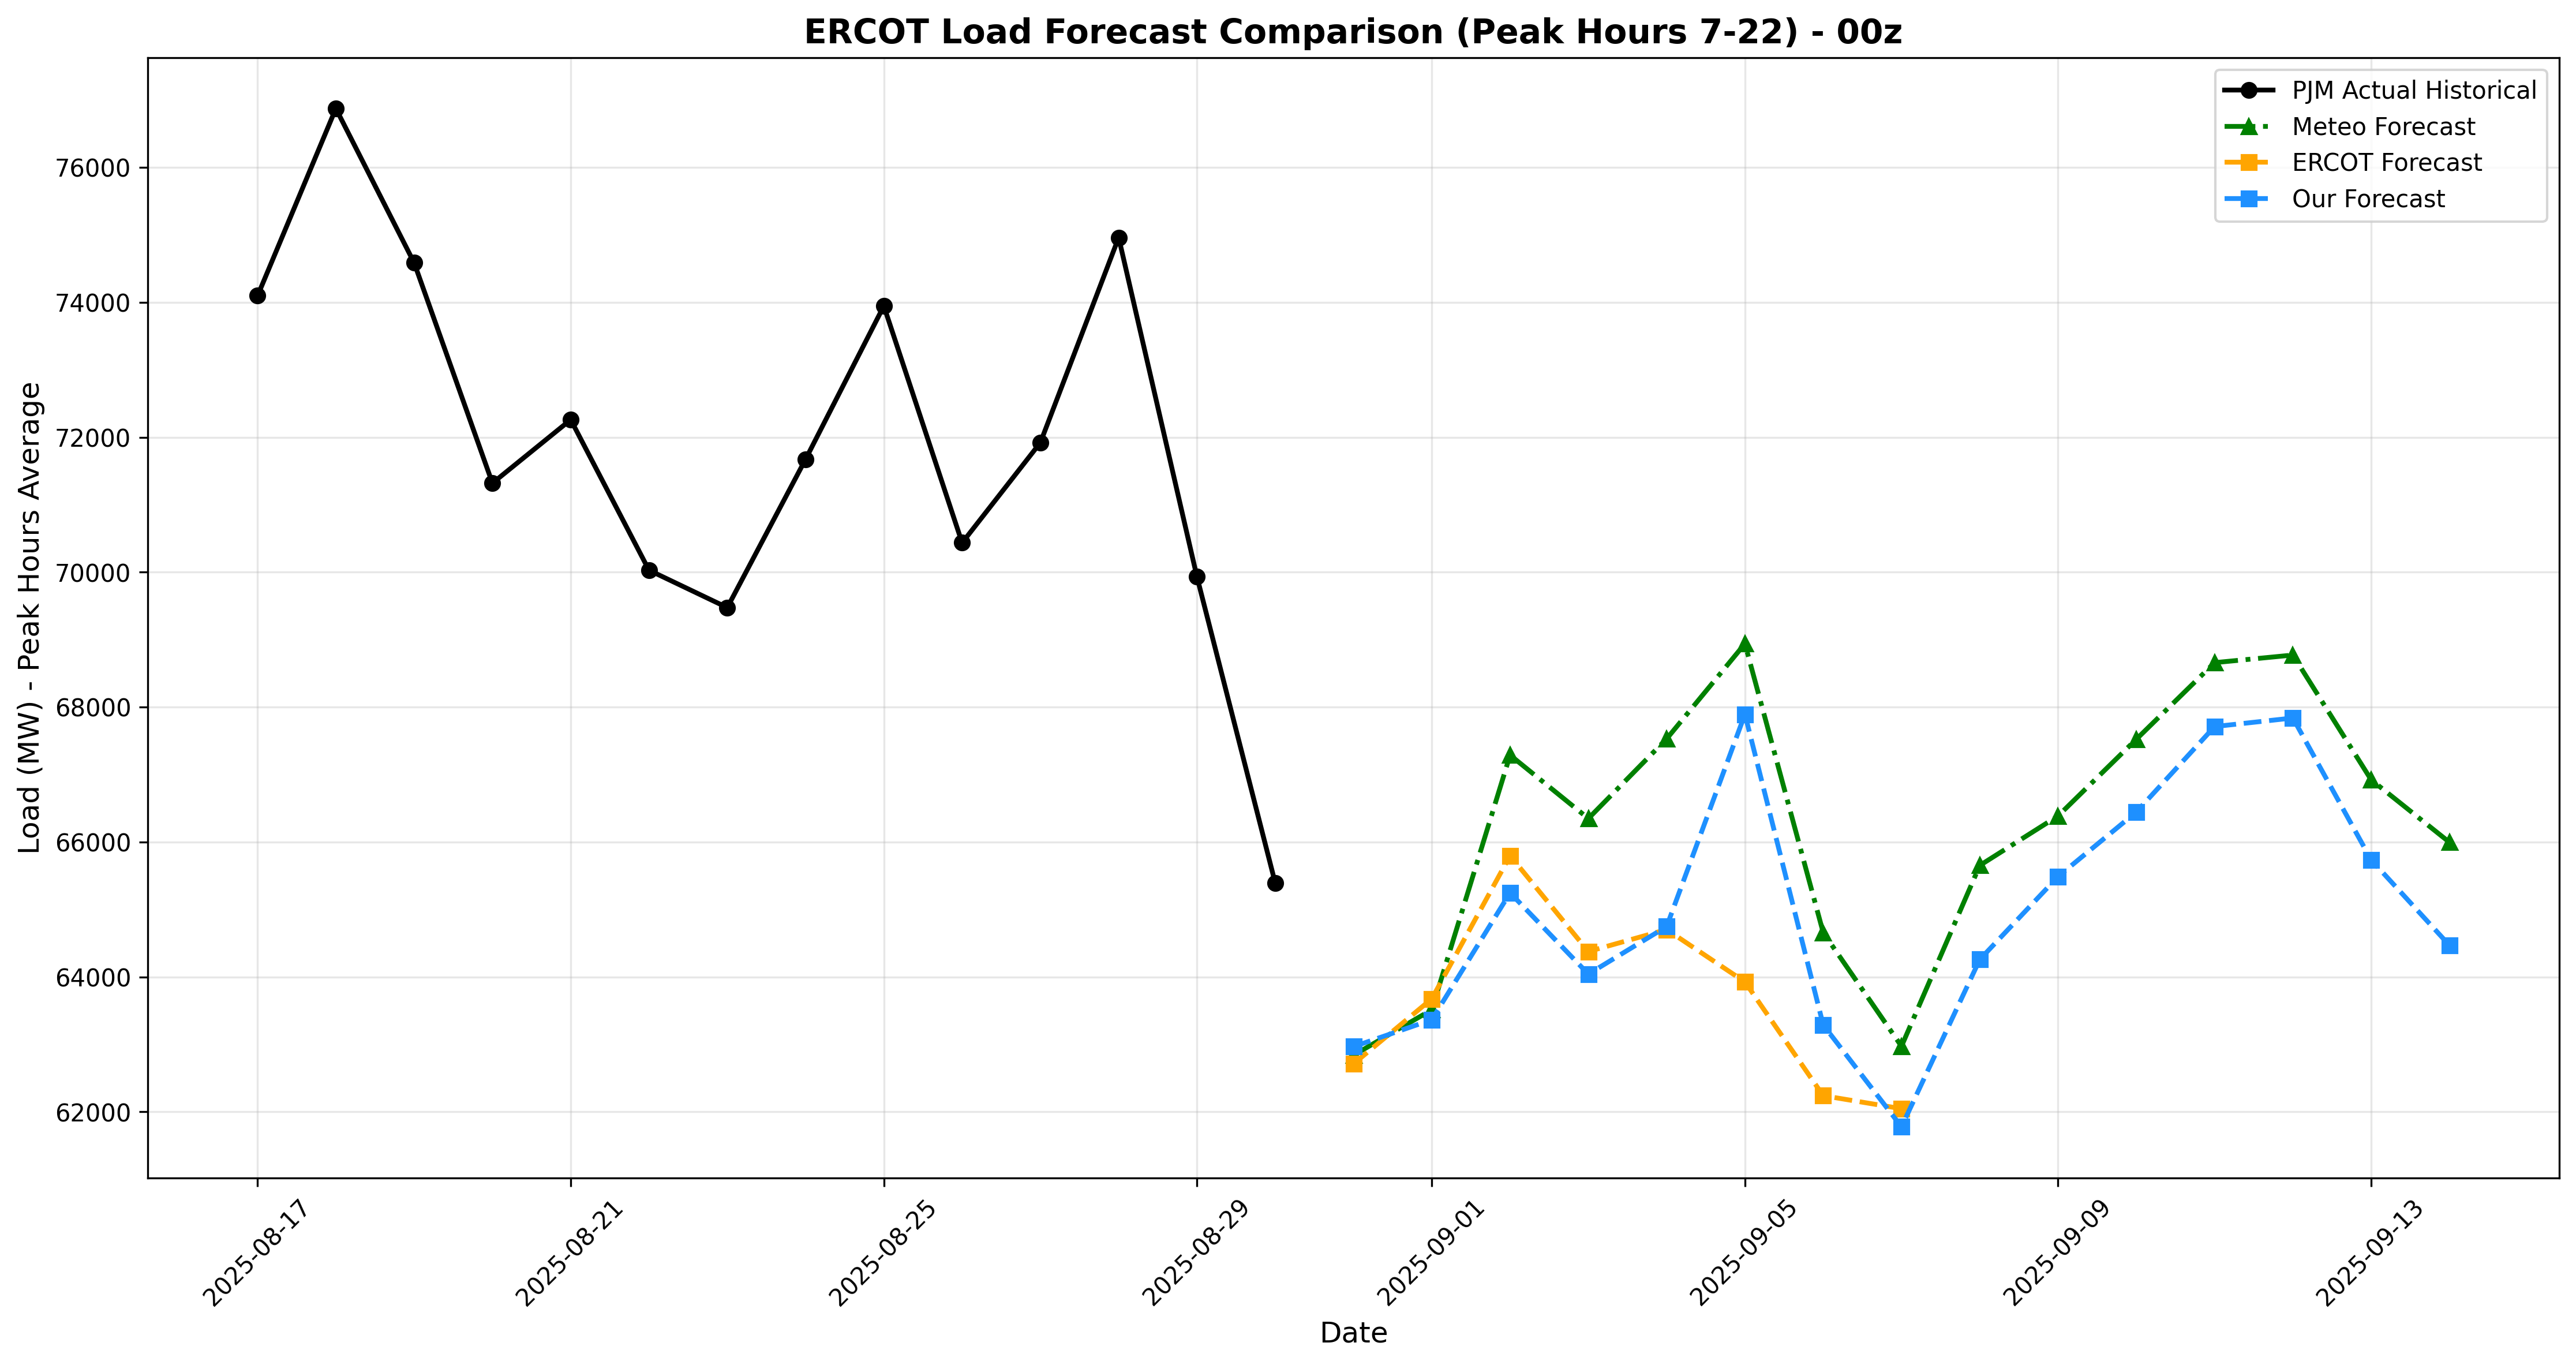 ERCOT Load Forecast Comparison (Peak Hours 7-22) - 00z
PJM Actual Historical
Meteo Forecast
ERCOT Forecast
Our Forecast
Load (MW) - Peak Hours Average
76000
74000
72000
70000
68000
66000
64000
62000
2025-08-17
2025-08-21
2025-08-25
2025-08-29
2025-09-01
2025-09-05
2025-09-09
2025-09-13
Date